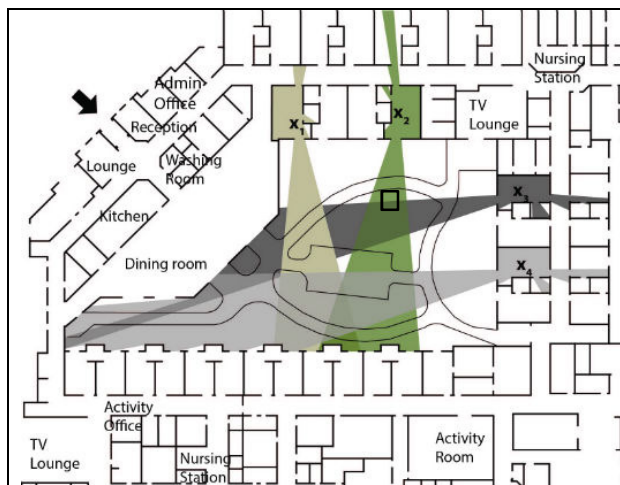 Nursing
Station
Admin
Office
Reception
Washing
Room
Lounge
Kitchen
Dining room
x1
x2
TV
Lounge
x3
x4
Activity
Office
TV
Lounge
Nursing
Station
Activity
Room